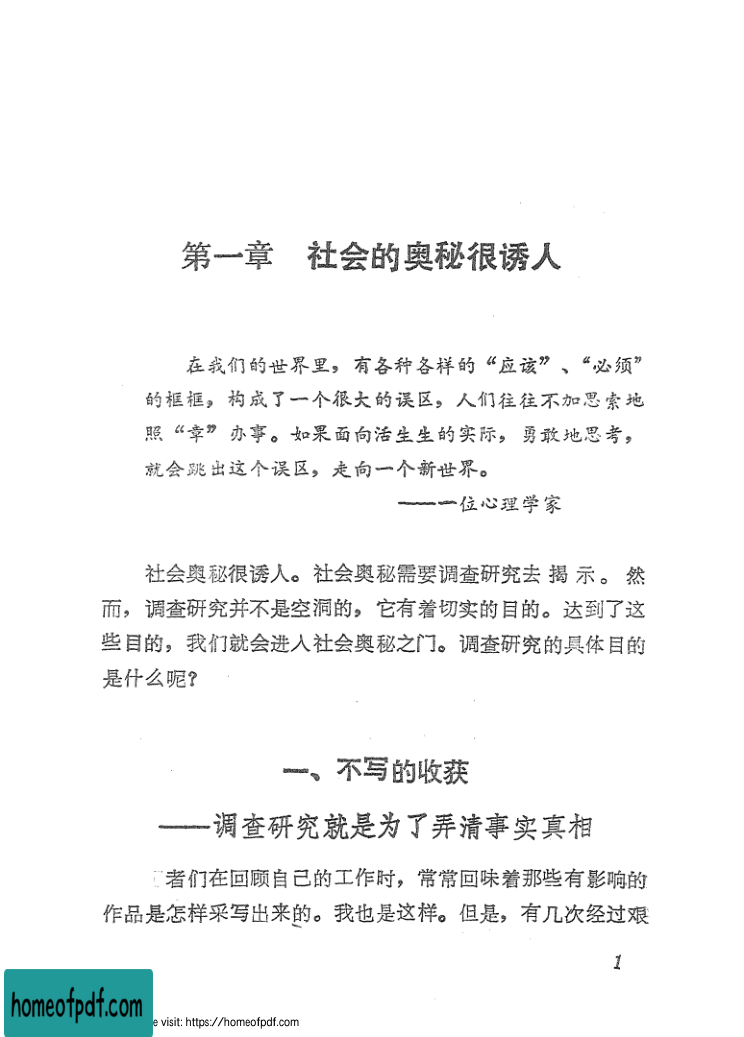 第一章 社会的奥秘很诱人
在我们的世界里，有各种各样的“应该”、“必须”
的框框，构成了一个很大的误区，人们往往不加思索地
照“章”办事。如果面向活生生的实际，勇敢地思考，
就会跳出这个误区，走向一个新世界。
——一位心理学家
社会奥秘很诱人。社会奥秘需要调查研究去揭示。然
而，调查研究并不是空洞的，它有着切实的目的。达到了这
些目的，我们就会进人社会奥秘之门。调查研究的具体目的
是什么呢？
一、不写的收获
——调查研究就是为了弄清事实真相
者们在回顾自己的工作时，常常回味着那些有影响的
作品是怎样采写出来的。我也是这样。但是，有几次经过艰
1
homeofpdf.com
e visit: https://homeofpdf.com